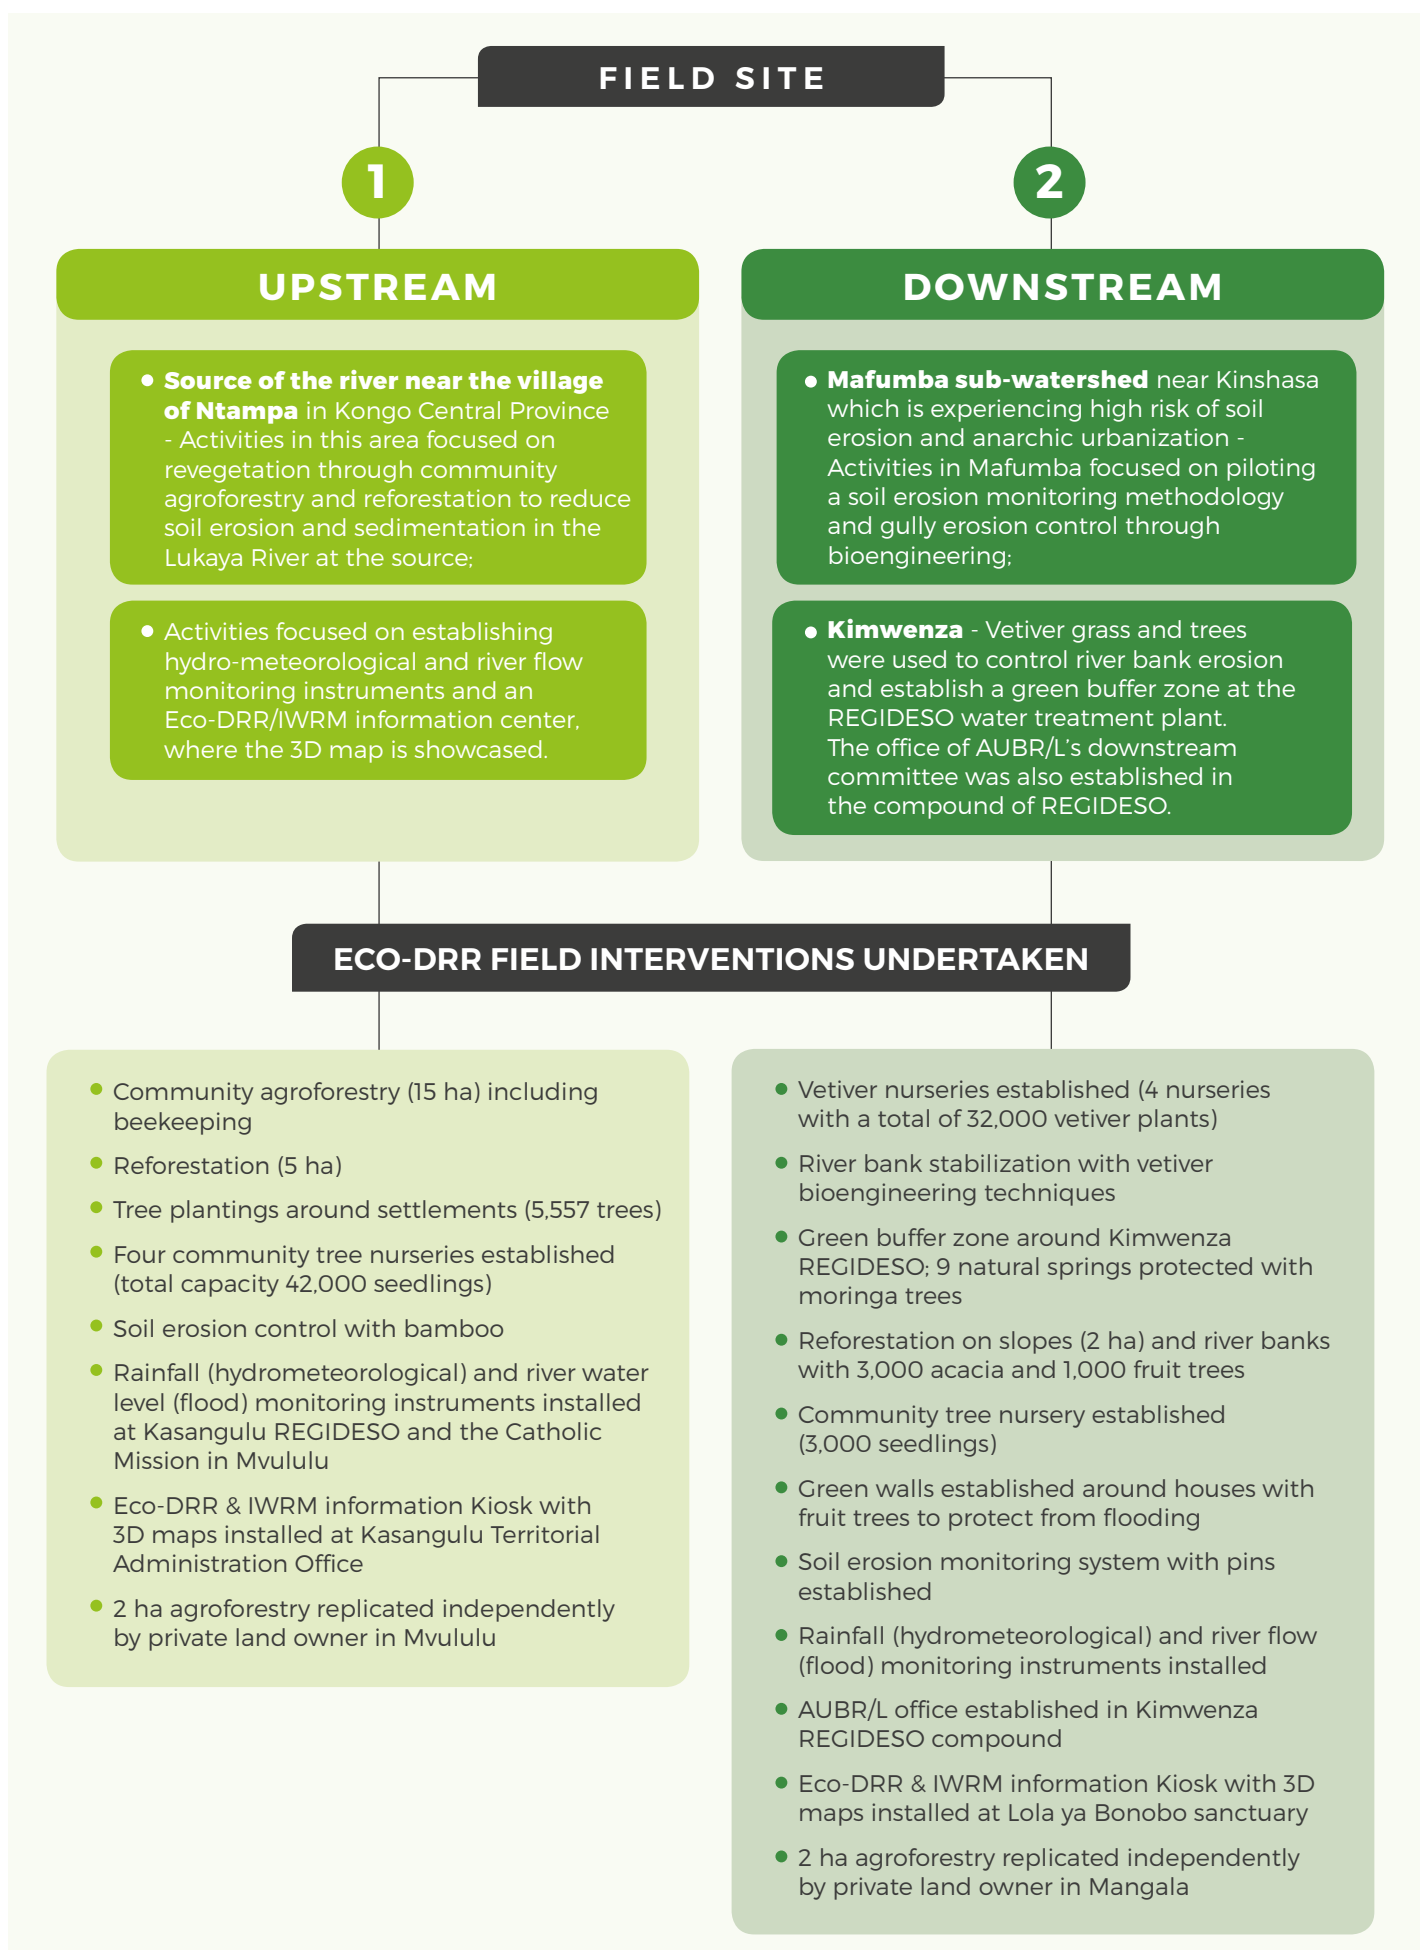 FIELD SITE
1
UPSTREAM
• Source of the river near the village
of Ntampa in Kongo Central Province
- Activities in this area focused on
revegetation through community
agroforestry and reforestation to reduce
soil erosion and sedimentation in the
Lukaya River at the source;
• Activities focused on establishing
hydro-meteorological and river flow
monitoring instruments and an
Eco-DRR/IWRM information center,
where the 3D map is showcased.
2
DOWNSTREAM
• Mafumba sub-watershed near Kinshasa
which is experiencing high risk of soil
erosion and anarchic urbanization -
Activities in Mafumba focused on piloting
a soil erosion monitoring methodology
and gully erosion control through
bioengineering;
• Kimwenza - Vetiver grass and trees
were used to control river bank erosion
and establish a green buffer zone at the
REGIDESO water treatment plant.
The office of AUBR/L's downstream
committee was also established in
the compound of REGIDESO.
ECO-DRR FIELD INTERVENTIONS UNDERTAKEN
• Community agroforestry (15 ha) including
beekeeping
• Reforestation (5 ha)
• Tree plantings around settlements (5,557 trees)
• Four community tree nurseries established
(total capacity 42,000 seedlings)
• Soil erosion control with bamboo
• Rainfall (hydrometeorological) and river water
level (flood) monitoring instruments installed
at Kasangulu REGIDESO and the Catholic
Mission in Mvululu
• Eco-DRR & IWRM information Kiosk with
3D maps installed at Kasangulu Territorial
Administration Office
• 2 ha agroforestry replicated independently
by private land owner in Mvululu
• Vetiver nurseries established (4 nurseries
with a total of 32,000 vetiver plants)
• River bank stabilization with vetiver
bioengineering techniques
• Green buffer zone around Kimwenza
REGIDESO; 9 natural springs protected with
moringa trees
• Reforestation on slopes (2 ha) and river banks
with 3,000 acacia and 1,000 fruit trees
• Community tree nursery established
(3,000 seedlings)
• Green walls established around houses with
fruit trees to protect from flooding
• Soil erosion monitoring system with pins
established
• Rainfall (hydrometeorological) and river flow
(flood) monitoring instruments installed
• AUBR/L office established in Kimwenza
REGIDESO compound
• Eco-DRR & IWRM information Kiosk with 3D
maps installed at Lola ya Bonobo sanctuary
• 2 ha agroforestry replicated independently
by private land owner in Mangala